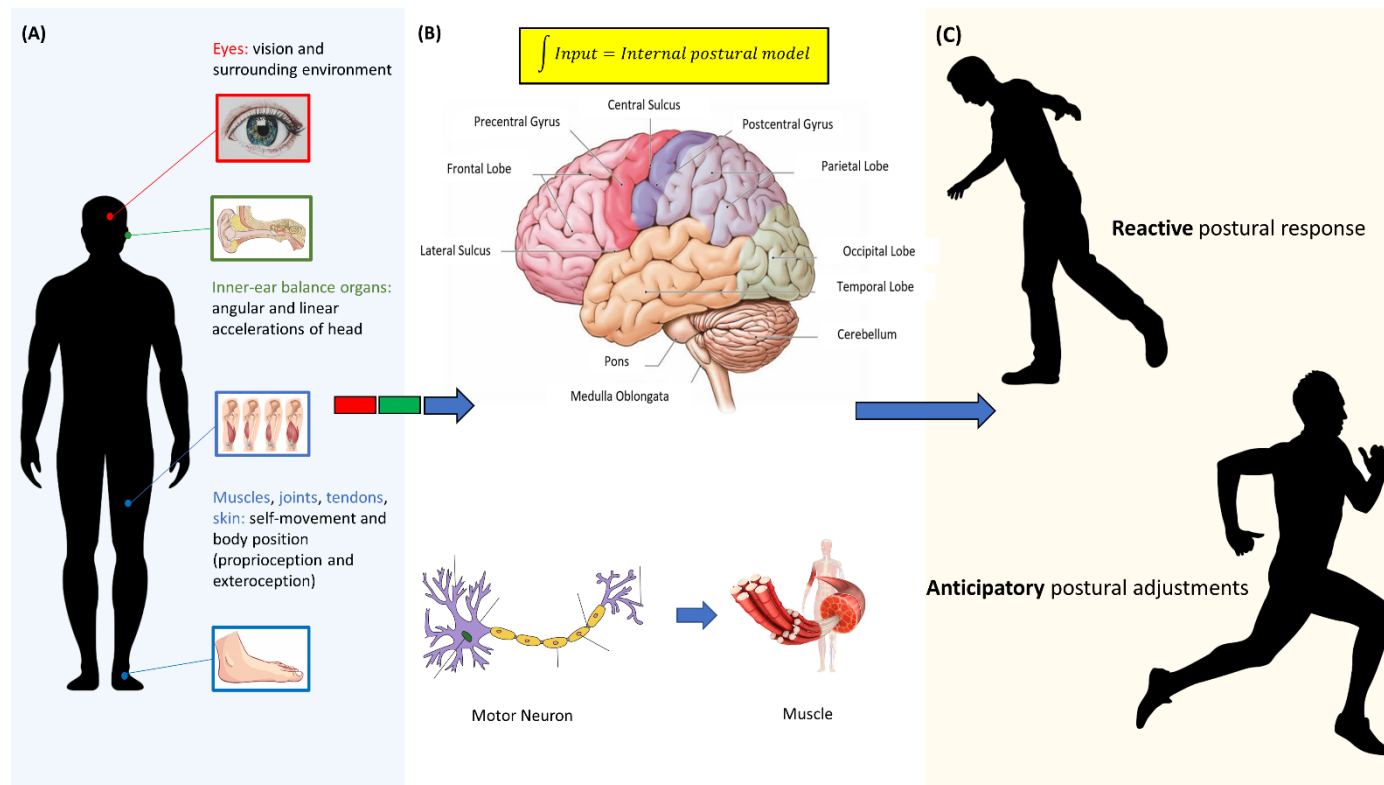 (A)
Eyes: vision and
surrounding environment
Inner-ear balance organs:
angular and linear
accelerations of head
Muscles, joints, tendons,
skin: self-movement and
body position
(proprioception and
exteroception)
(B)
∫ Input = Internal postural model
Central Sulcus
Precentral Gyrus
Postcentral Gyrus
Frontal Lobe
Parietal Lobe
Lateral Sulcus
Occipital Lobe
Temporal Lobe
Cerebellum
Pons
Medulla Oblongata
Motor Neuron
Muscle
(C)
Reactive postural response
Anticipatory postural adjustments